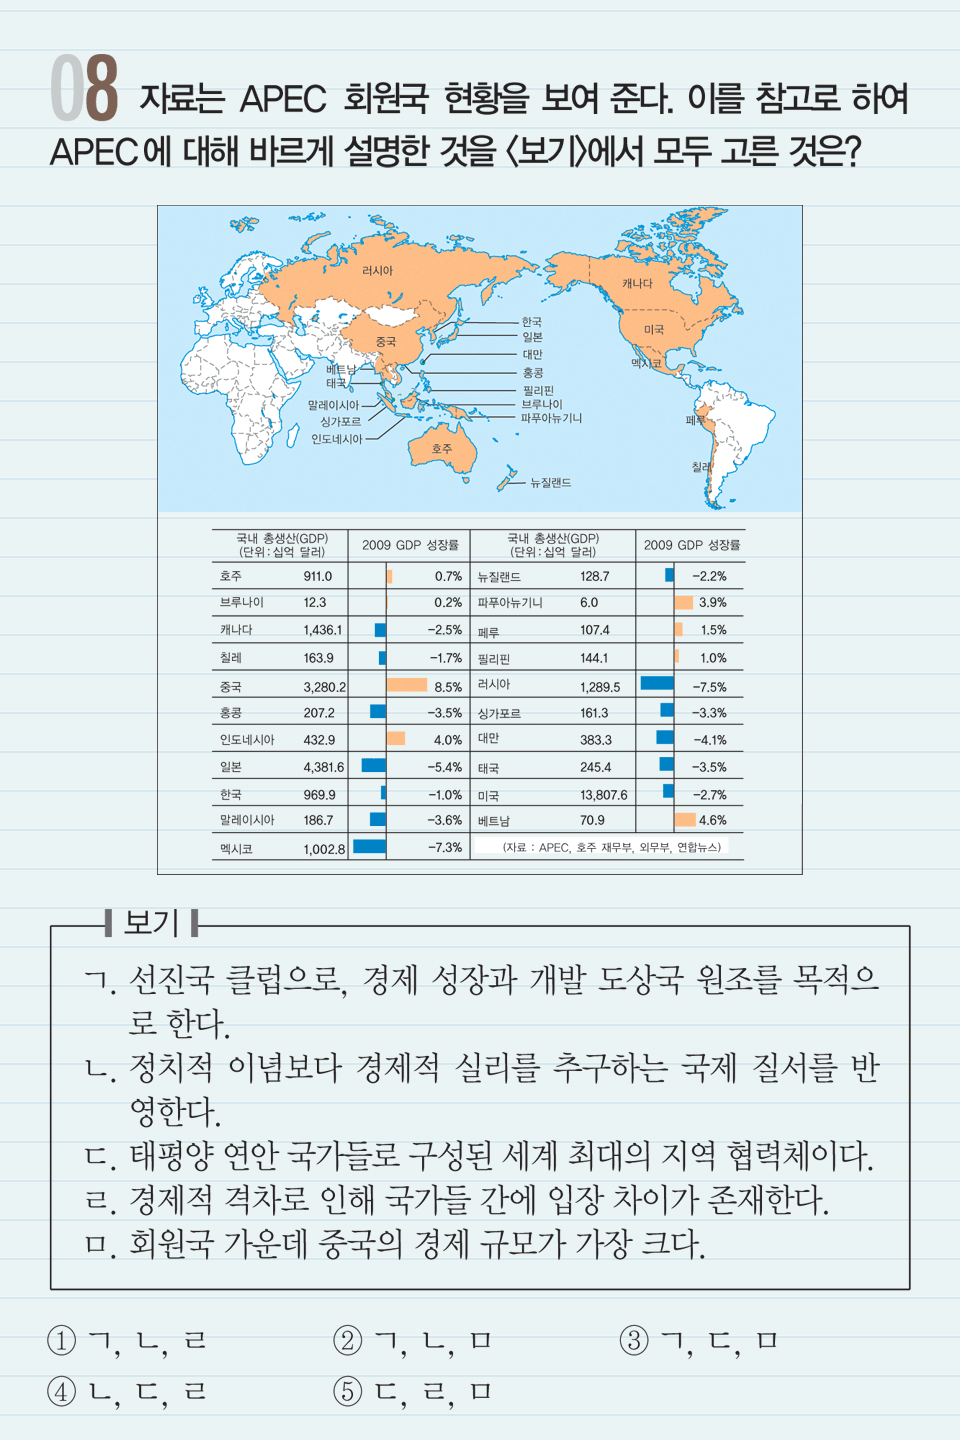 08 자료는 APEC 회원국 현황을 보여 준다. 이를 참고로 하여
APEC에 대해 바르게 설명한 것을 〈보기〉에서 모두 고른 것은?
러시아
캐나다
중국
미국
멕시코
한국
일본
대만
홍콩
필리핀
브루나이
파푸아뉴기니
베트남
태국
말레이시아
싱가포르
인도네시아
호주
뉴질랜드
페루
칠레
국내 총생산(GDP) 2009 GDP 성장률 국내 총생산(GDP) 2009 GDP 성장률
(단위 : 십억 달러) (단위 : 십억 달러)
호주 911.0 0.7% 뉴질랜드 128.7 −2.2%
브루나이 12.3 0.2% 파푸아뉴기니 6.0 3.9%
캐나다 1,436.1 −2.5% 페루 107.4 1.5%
칠레 163.9 −1.7% 필리핀 144.1 1.0%
중국 3,280.2 8.5% 러시아 1,289.5 −7.5%
홍콩 207.2 −3.5% 싱가포르 161.3 −3.3%
인도네시아 432.9 4.0% 대만 383.3 −4.1%
일본 4,381.6 −5.4% 태국 245.4 −3.5%
한국 969.9 −1.0% 미국 13,807.6 −2.7%
말레이시아 186.7 −3.6% 베트남 70.9 4.6%
멕시코 1,002.8 −7.3% (자료 : APEC, 호주 재무부, 외무부, 연합뉴스)
보기
ㄱ. 선진국 클럽으로, 경제 성장과 개발 도상국 원조를 목적으
로 한다.
ㄴ. 정치적 이념보다 경제적 실리를 추구하는 국제 질서를 반
영한다.
ㄷ. 태평양 연안 국가들로 구성된 세계 최대의 지역 협력체이다.
ㄹ. 경제적 격차로 인해 국가들 간에 입장 차이가 존재한다.
ㅁ. 회원국 가운데 중국의 경제 규모가 가장 크다.
① ㄱ, ㄴ, ㄹ ② ㄱ, ㄴ, ㅁ ③ ㄱ, ㄷ, ㅁ
④ ㄴ, ㄷ, ㄹ ⑤ ㄷ, ㄹ, ㅁ